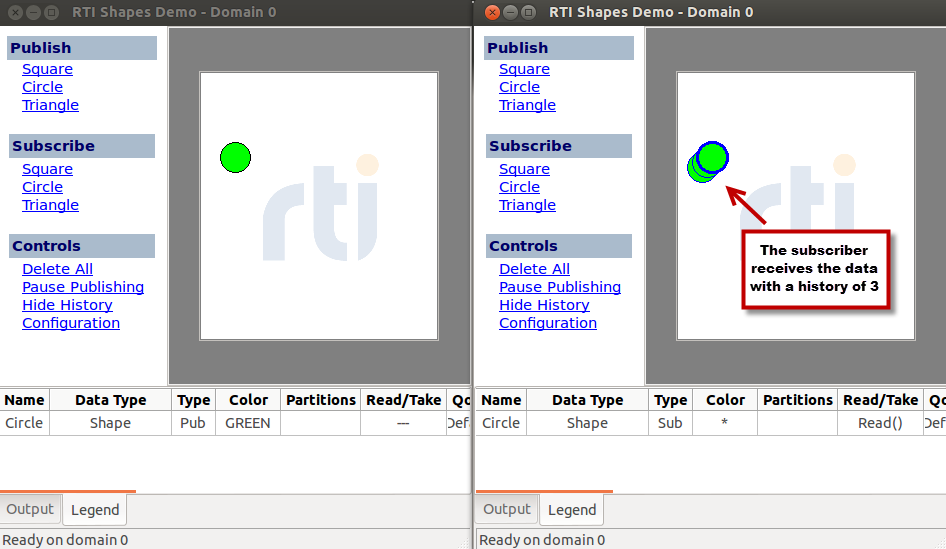 RTI Shapes Demo - Domain 0
Publish
Square
Circle
Triangle
Subscribe
Square
Circle
Triangle
Controls
Delete All
Pause Publishing
Hide History
Configuration
rti
Name Data Type Type Color Partitions Read/Take Qo
Circle Shape Pub GREEN --- Def
Output Legend
Ready on domain 0
RTI Shapes Demo - Domain 0
Publish
Square
Circle
Triangle
Subscribe
Square
Circle
Triangle
Controls
Delete All
Pause Publishing
Hide History
Configuration
rti
The subscriber
receives the data
with a history of 3
Name Data Type Type Color Partitions Read/Take Qo
Circle Shape Sub * Read() Def
Output Legend
Ready on domain 0